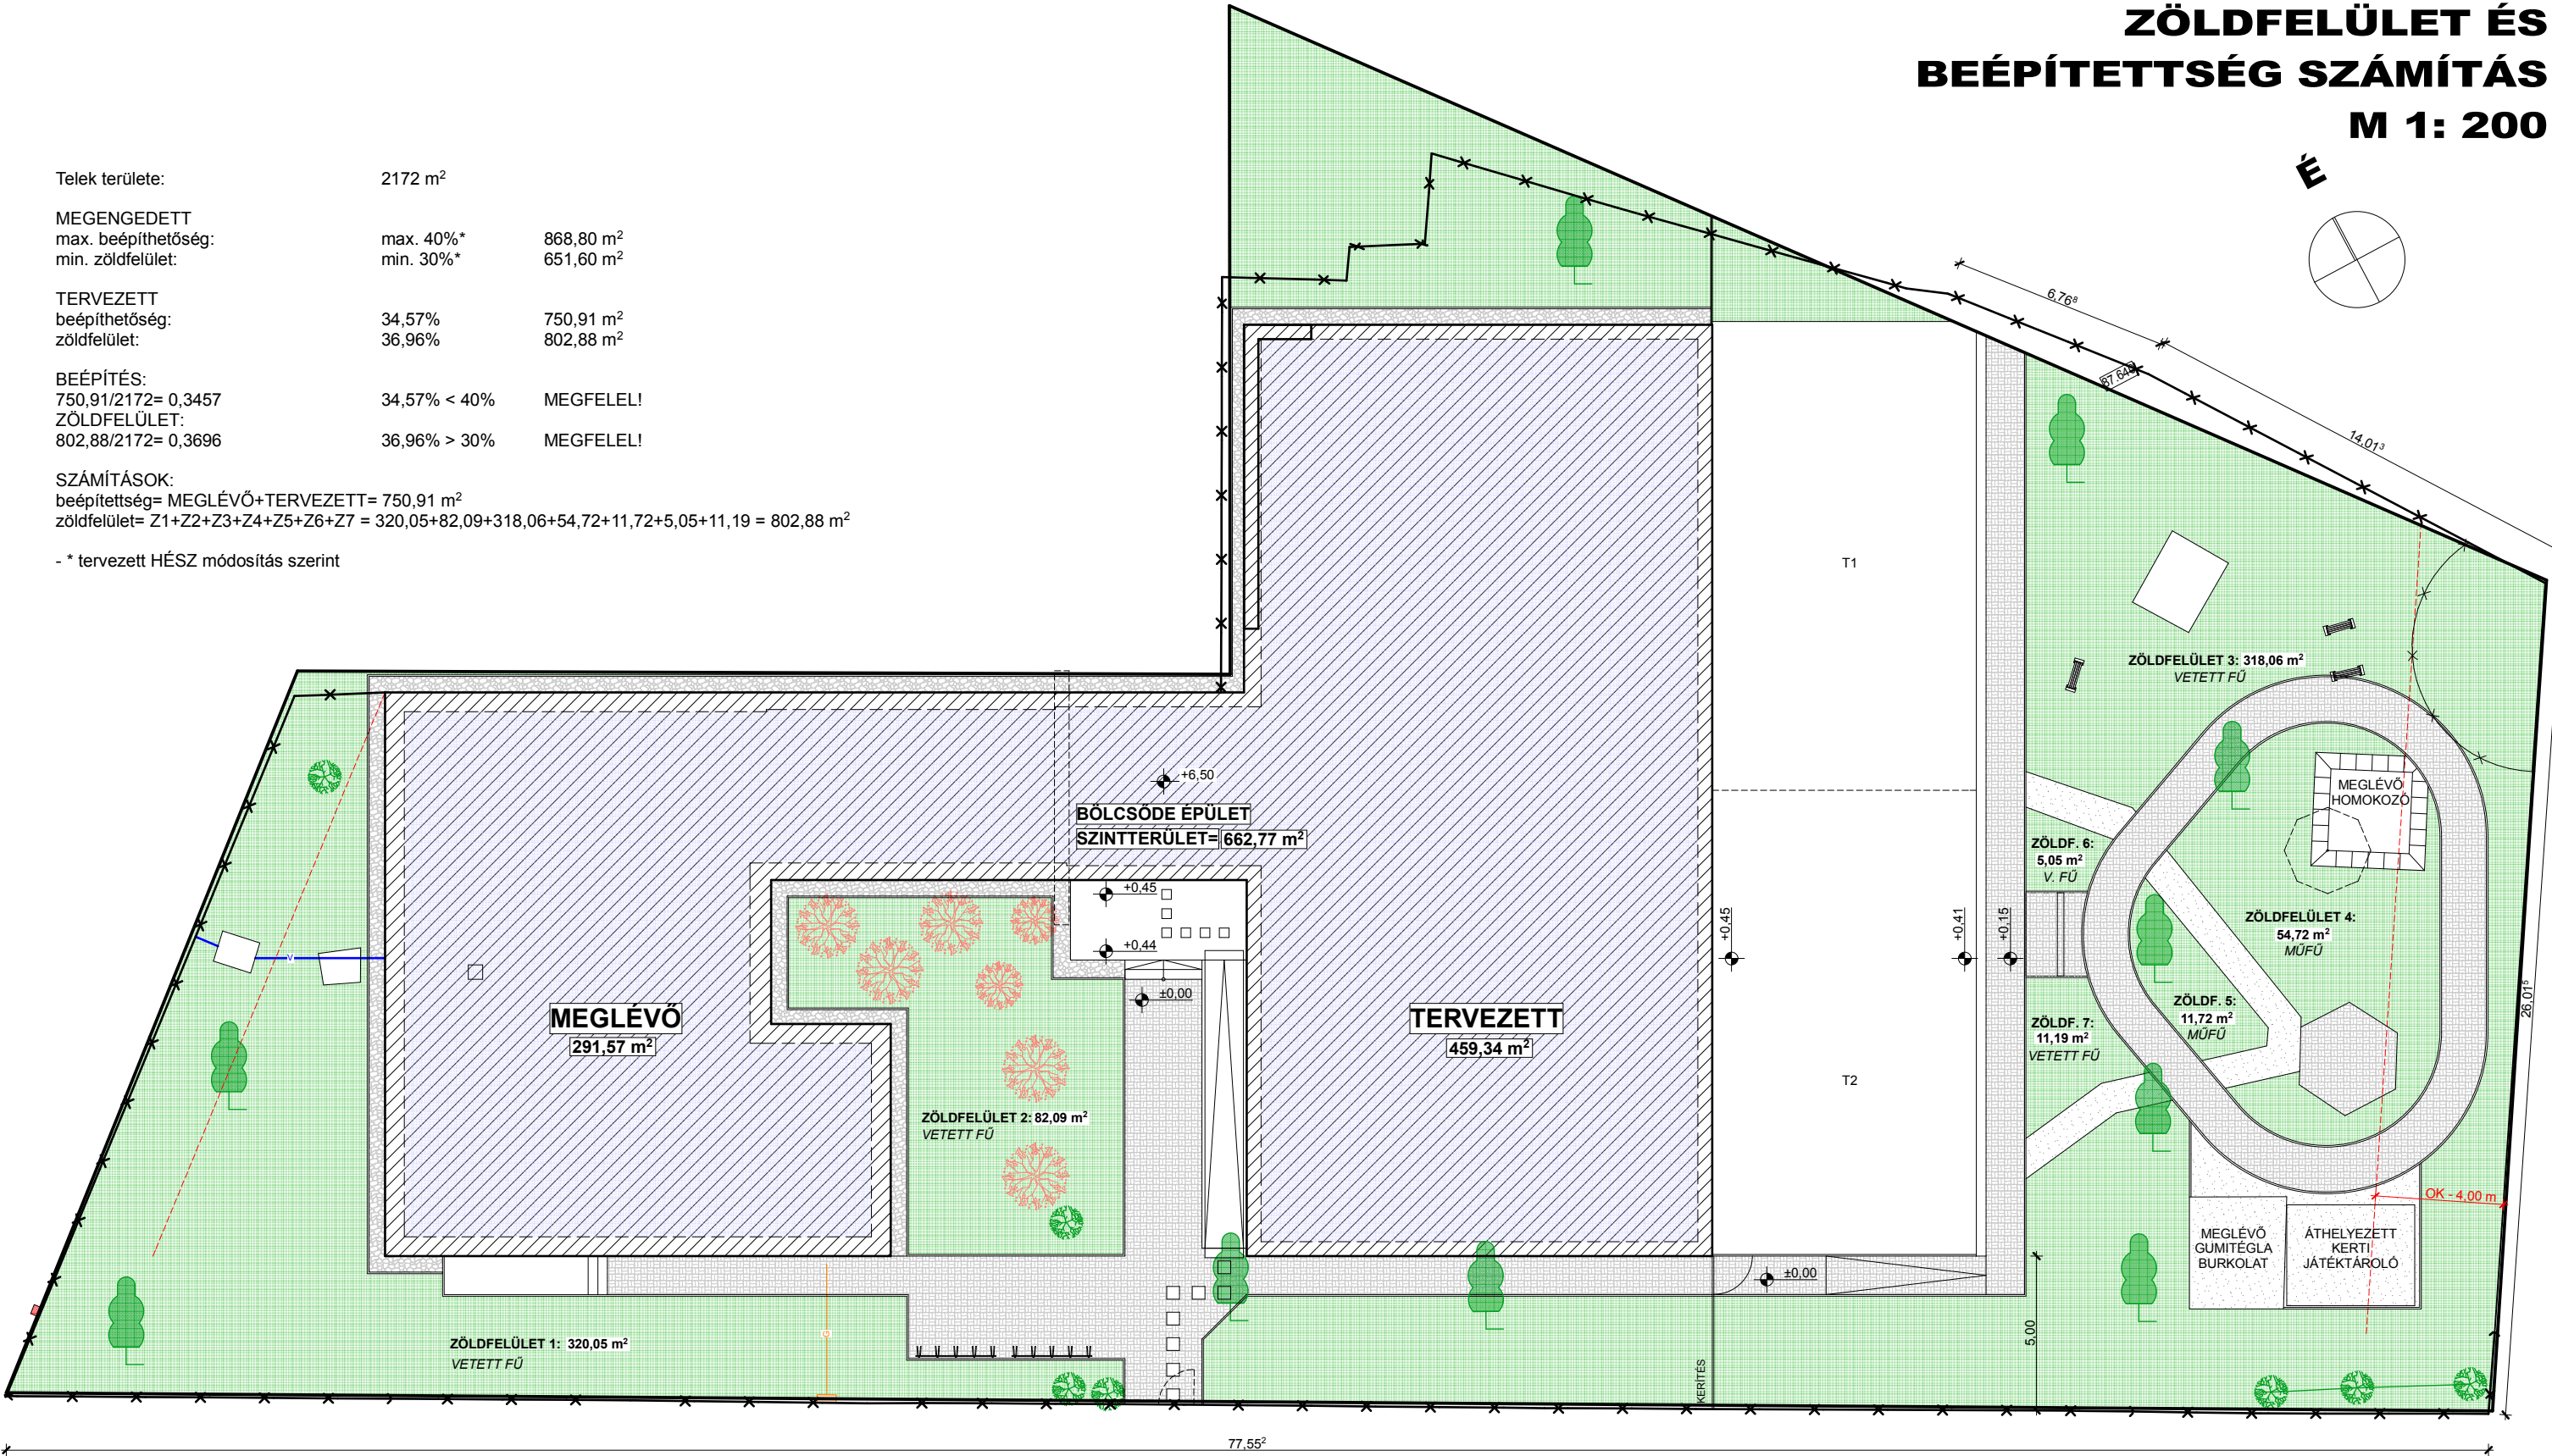 ZÖLDFELÜLET ÉS
BEÉPÍTETTSÉG SZÁMÍTÁS
M 1: 200
É
Telek területe: 2172 m²
MEGENGEDETT
max. beépíthetőség: max. 40%* 868,80 m²
min. zöldfelület: min. 30%* 651,60 m²
TERVEZETT
beépíthetőség: 34,57% 750,91 m²
zöldfelület: 36,96% 802,88 m²
BEÉPÍTÉS:
750,91/2172= 0,3457 34,57% < 40% MEGFELEL!
ZÖLDFELÜLET:
802,88/2172= 0,3696 36,96% > 30% MEGFELEL!
SZÁMÍTÁSOK:
beépítettség= MEGLÉVŐ+TERVEZETT= 750,91 m²
zöldfelület= Z1+Z2+Z3+Z4+Z5+Z6+Z7 = 320,05+82,09+318,06+54,72+11,72+5,05+11,19 = 802,88 m²
- * tervezett HÉSZ módosítás szerint
6,76⁸
14,01³
T1
ZÖLDFELÜLET 3: 318,06 m²
VETETT FŰ
MEGLÉVŐ
HOMOKOZÓ
+6,50
BÖLCSŐDE ÉPÜLET
SZINTTERÜLET= 662,77 m²
ZÖLDF. 6:
5,05 m²
V. FŰ
+0,45
+0,44
±0,00
+0,45
+0,41
+0,15
ZÖLDFELÜLET 4:
54,72 m²
MŰFŰ
V
MEGLÉVŐ
291,57 m²
TERVEZETT
459,34 m²
ZÖLDF. 5:
11,72 m²
MŰFŰ
ZÖLDF. 7:
11,19 m²
VETETT FŰ
26,01⁵
T2
ZÖLDFELÜLET 2: 82,09 m²
VETETT FŰ
OK - 4,00 m
MEGLÉVŐ
GUMITÉGLA
BURKOLAT
ÁTHELYEZETT
KERTI
JÁTÉKTÁROLÓ
±0,00
5,00
ZÖLDFELÜLET 1: 320,05 m²
VETETT FŰ
KERÍTÉS
77,55²